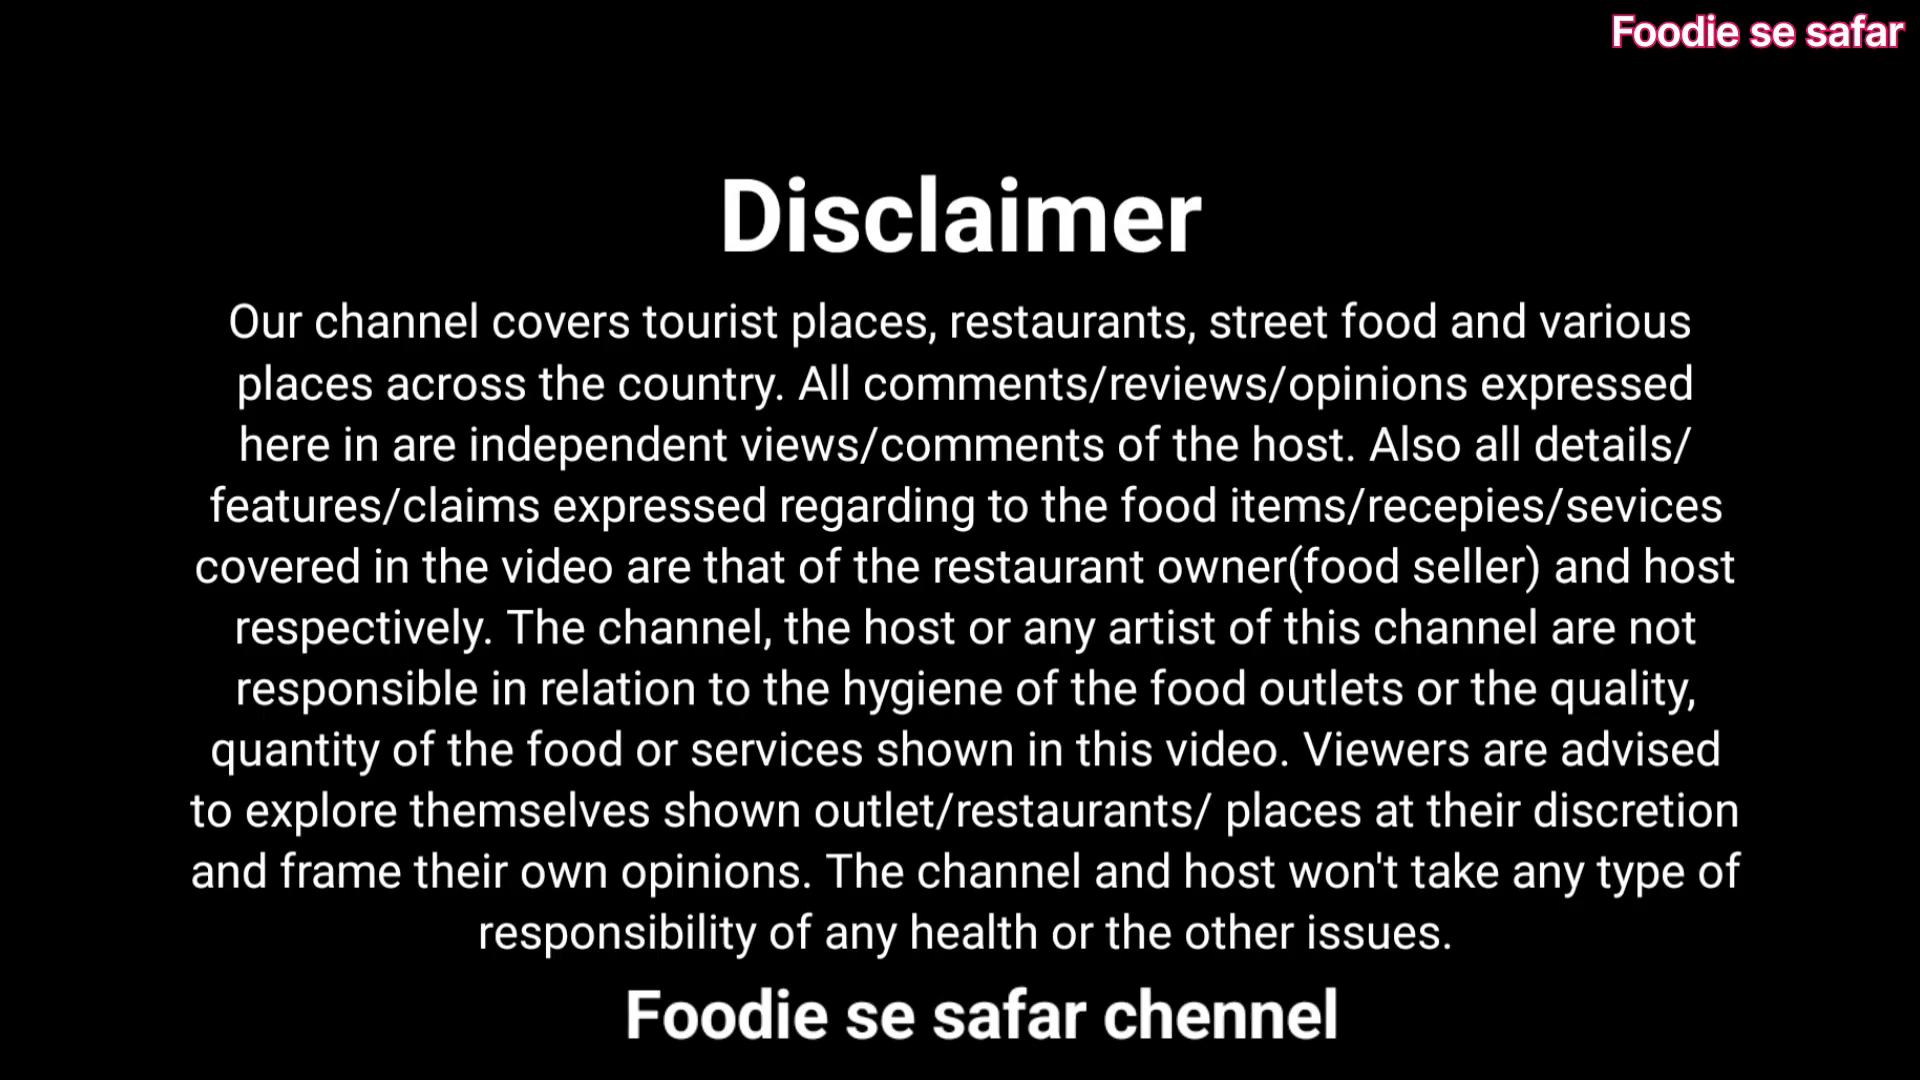 Foodie se safar
Disclaimer
Our channel covers tourist places, restaurants, street food and various
places across the country. All comments/reviews/opinions expressed
here in are independent views/comments of the host. Also all details/
features/claims expressed regarding to the food items/recepies/sevices
covered in the video are that of the restaurant owner(food seller) and host
respectively. The channel, the host or any artist of this channel are not
responsible in relation to the hygiene of the food outlets or the quality,
quantity of the food or services shown in this video. Viewers are advised
to explore themselves shown outlet/restaurants/ places at their discretion
and frame their own opinions. The channel and host won't take any type of
responsibility of any health or the other issues.
Foodie se safar chennel